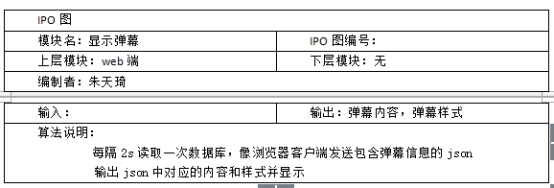 IPO 图
模块名：显示弹幕 IPO 图编号：
上层模块：web 端 下层模块：无
编制者：朱天琦
输入： 输出：弹幕内容，弹幕样式
算法说明：
每隔 2s 读取一次数据库，像浏览器客户端发送包含弹幕信息的 json
输出 json 中对应的内容和样式并显示